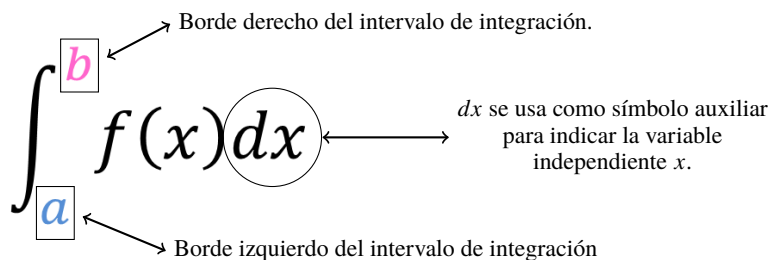 Borde derecho del intervalo de integración.
b
∫ f(x)dx
dx se usa como símbolo auxiliar
para indicar la variable
independiente x.
a
Borde izquierdo del intervalo de integración